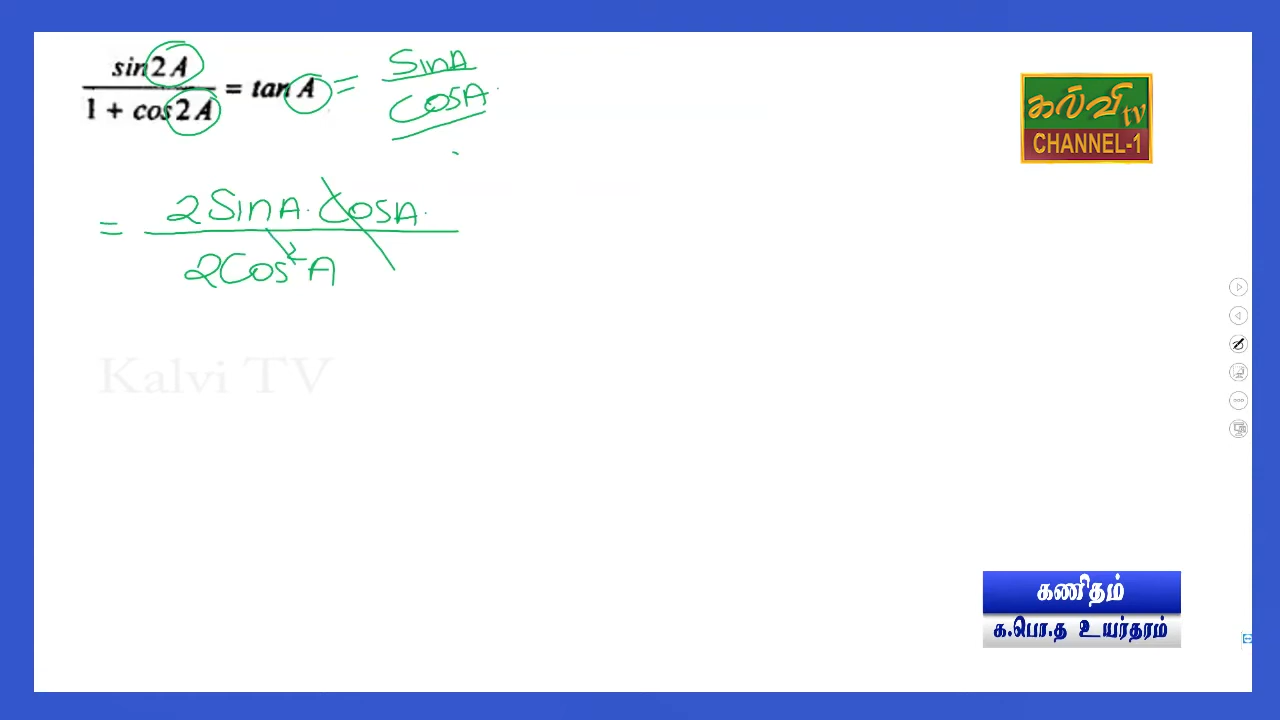 sin2A / 1 + cos2A = tanA = SinA / CosA
= 2SinA.CosA. / 2Cos²A
Kalvi TV
கல்வி tv
CHANNEL-1
கணிதம்
க.பொ.த உயர்தரம்